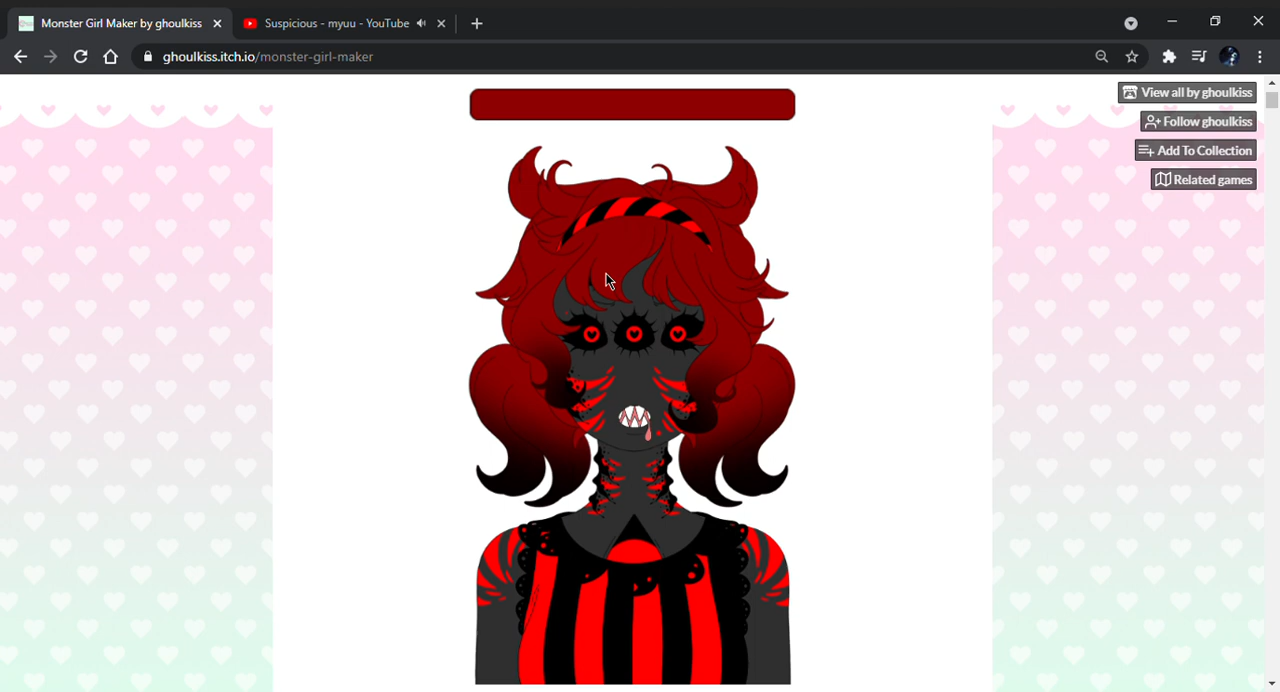 Monster Girl Maker by ghoulkiss
Suspicious - myuu - YouTube
ghoulkiss.itch.io/monster-girl-maker
View all by ghoulkiss
Follow ghoulkiss
Add To Collection
Related games